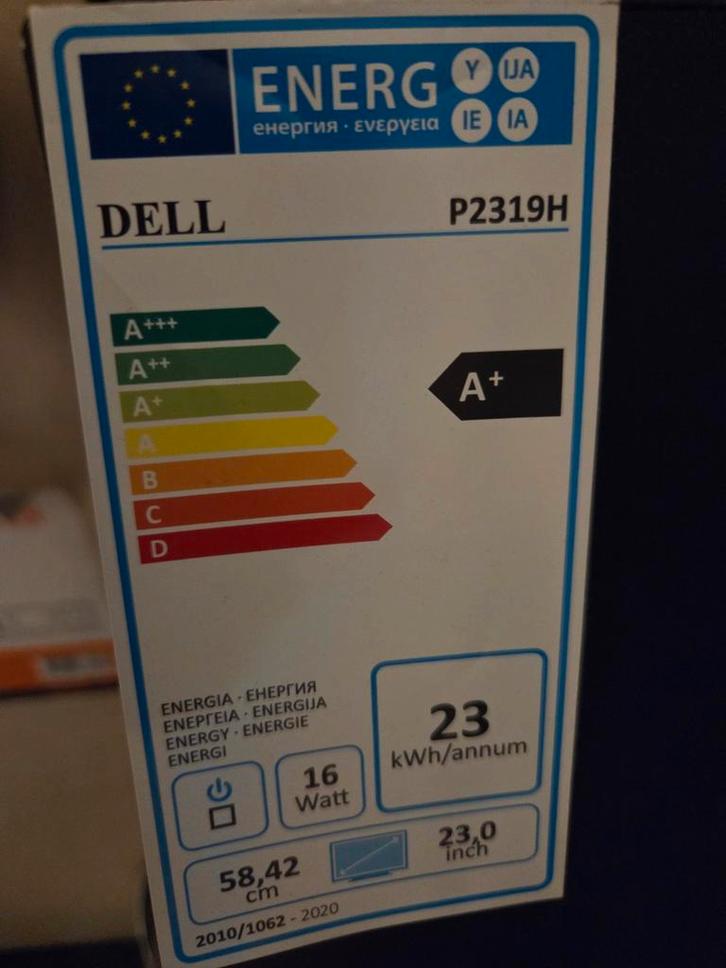 ENERG Y IJA
енергия · ενεργεια IE IA
DELL P2319H
A+++
A++
A+
A+
A
B
C
D
ENERGIA · ЕНЕРГИЯ
ΕΝΕΡΓΕΙΑ · ENERGIJA
ENERGY · ENERGIE
ENERGI
23
kWh/annum
16
Watt
58,42
cm
23,0
inch
2010/1062 - 2020